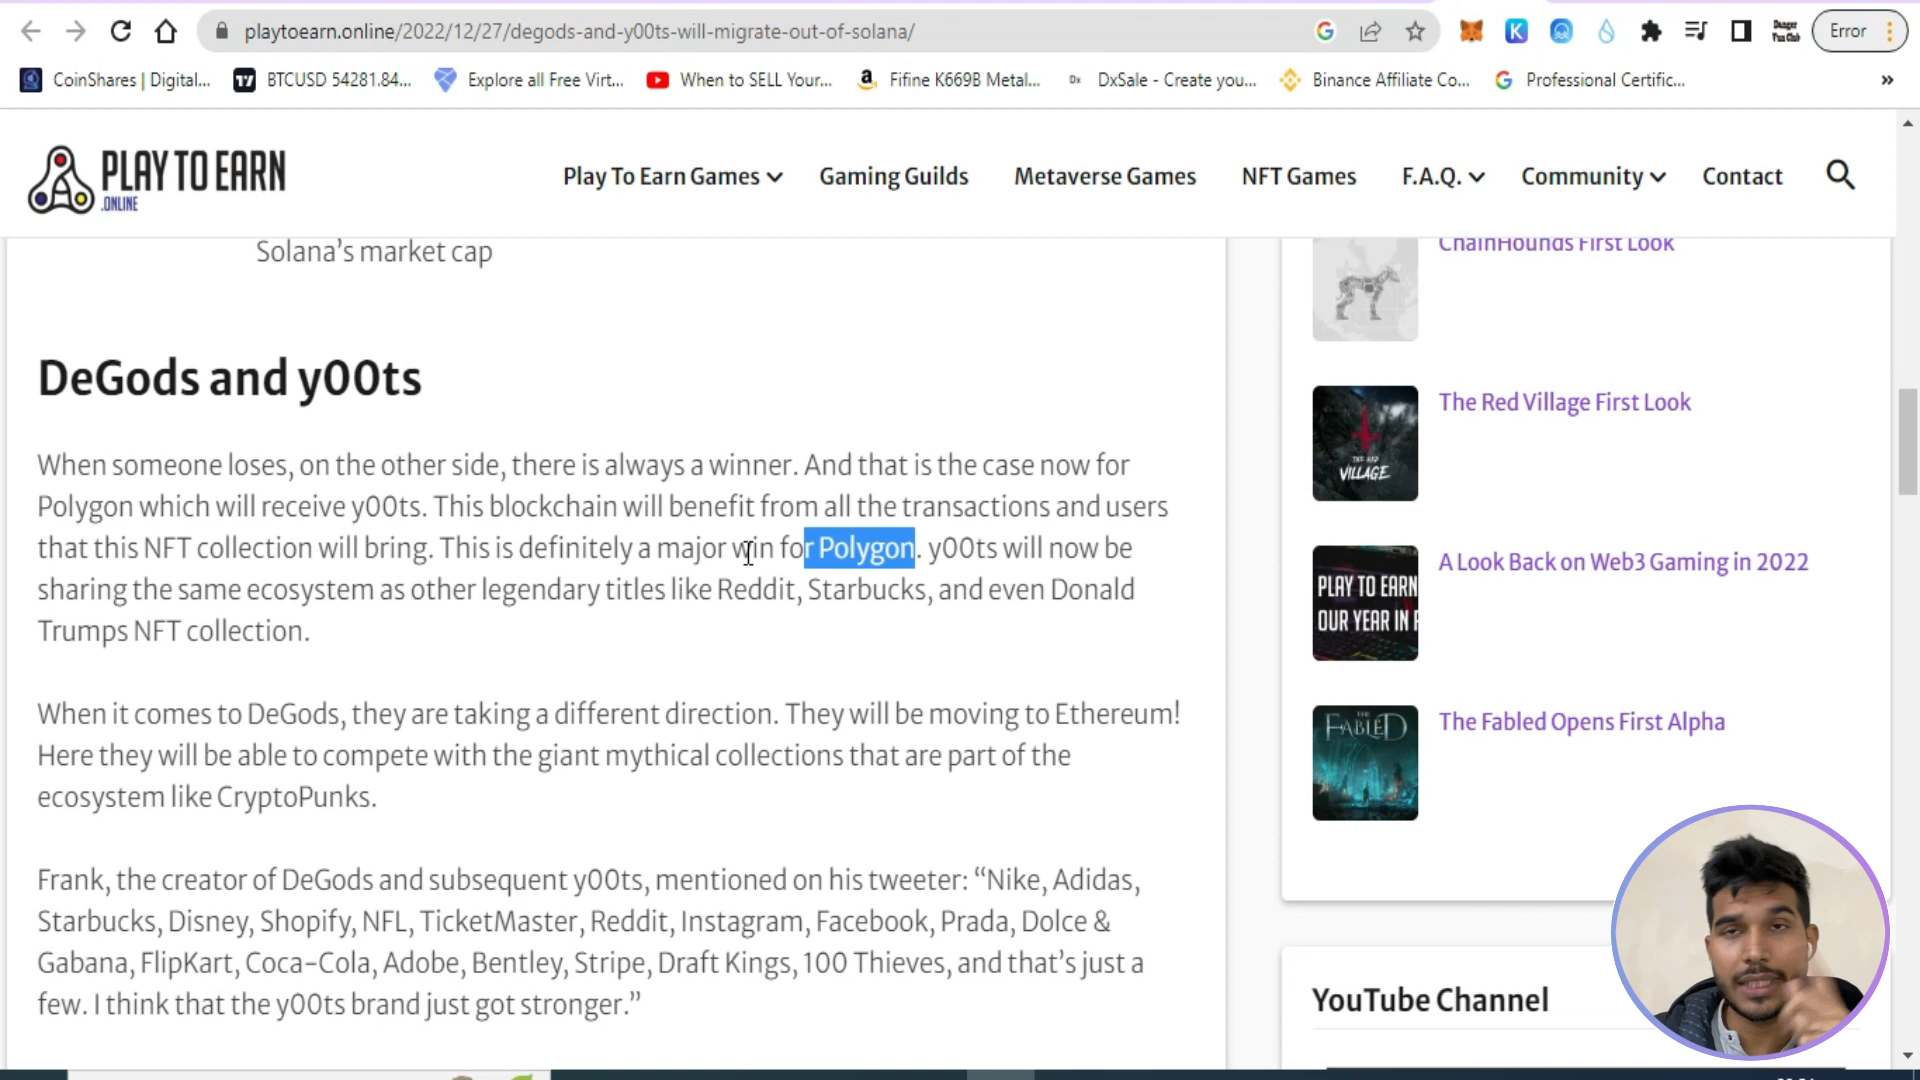 playtoearn.online/2022/12/27/degods-and-y00ts-will-migrate-out-of-solana/
Error
CoinShares | Digital...
BTCUSD 54281.84...
Explore all Free Virt...
When to SELL Your...
Fifine K669B Metal...
DxSale - Create you...
Binance Affiliate Co...
Professional Certific...
PLAY TO EARN
.ONLINE
Play To Earn Games
Gaming Guilds
Metaverse Games
NFT Games
F.A.Q.
Community
Contact
Solana's market cap
DeGods and y00ts
When someone loses, on the other side, there is always a winner. And that is the case now for
Polygon which will receive y00ts. This blockchain will benefit from all the transactions and users
that this NFT collection will bring. This is definitely a major win for Polygon. y00ts will now be
sharing the same ecosystem as other legendary titles like Reddit, Starbucks, and even Donald
Trumps NFT collection.
When it comes to DeGods, they are taking a different direction. They will be moving to Ethereum!
Here they will be able to compete with the giant mythical collections that are part of the
ecosystem like CryptoPunks.
Frank, the creator of DeGods and subsequent y00ts, mentioned on his tweeter: “Nike, Adidas,
Starbucks, Disney, Shopify, NFL, TicketMaster, Reddit, Instagram, Facebook, Prada, Dolce &
Gabana, FlipKart, Coca-Cola, Adobe, Bentley, Stripe, Draft Kings, 100 Thieves, and that's just a
few. I think that the y00ts brand just got stronger.”
ChainHounds First Look
The Red Village First Look
VILLAGE
A Look Back on Web3 Gaming in 2022
PLAY TO EARN
OUR YEAR IN
The Fabled Opens First Alpha
FABLED
YouTube Channel